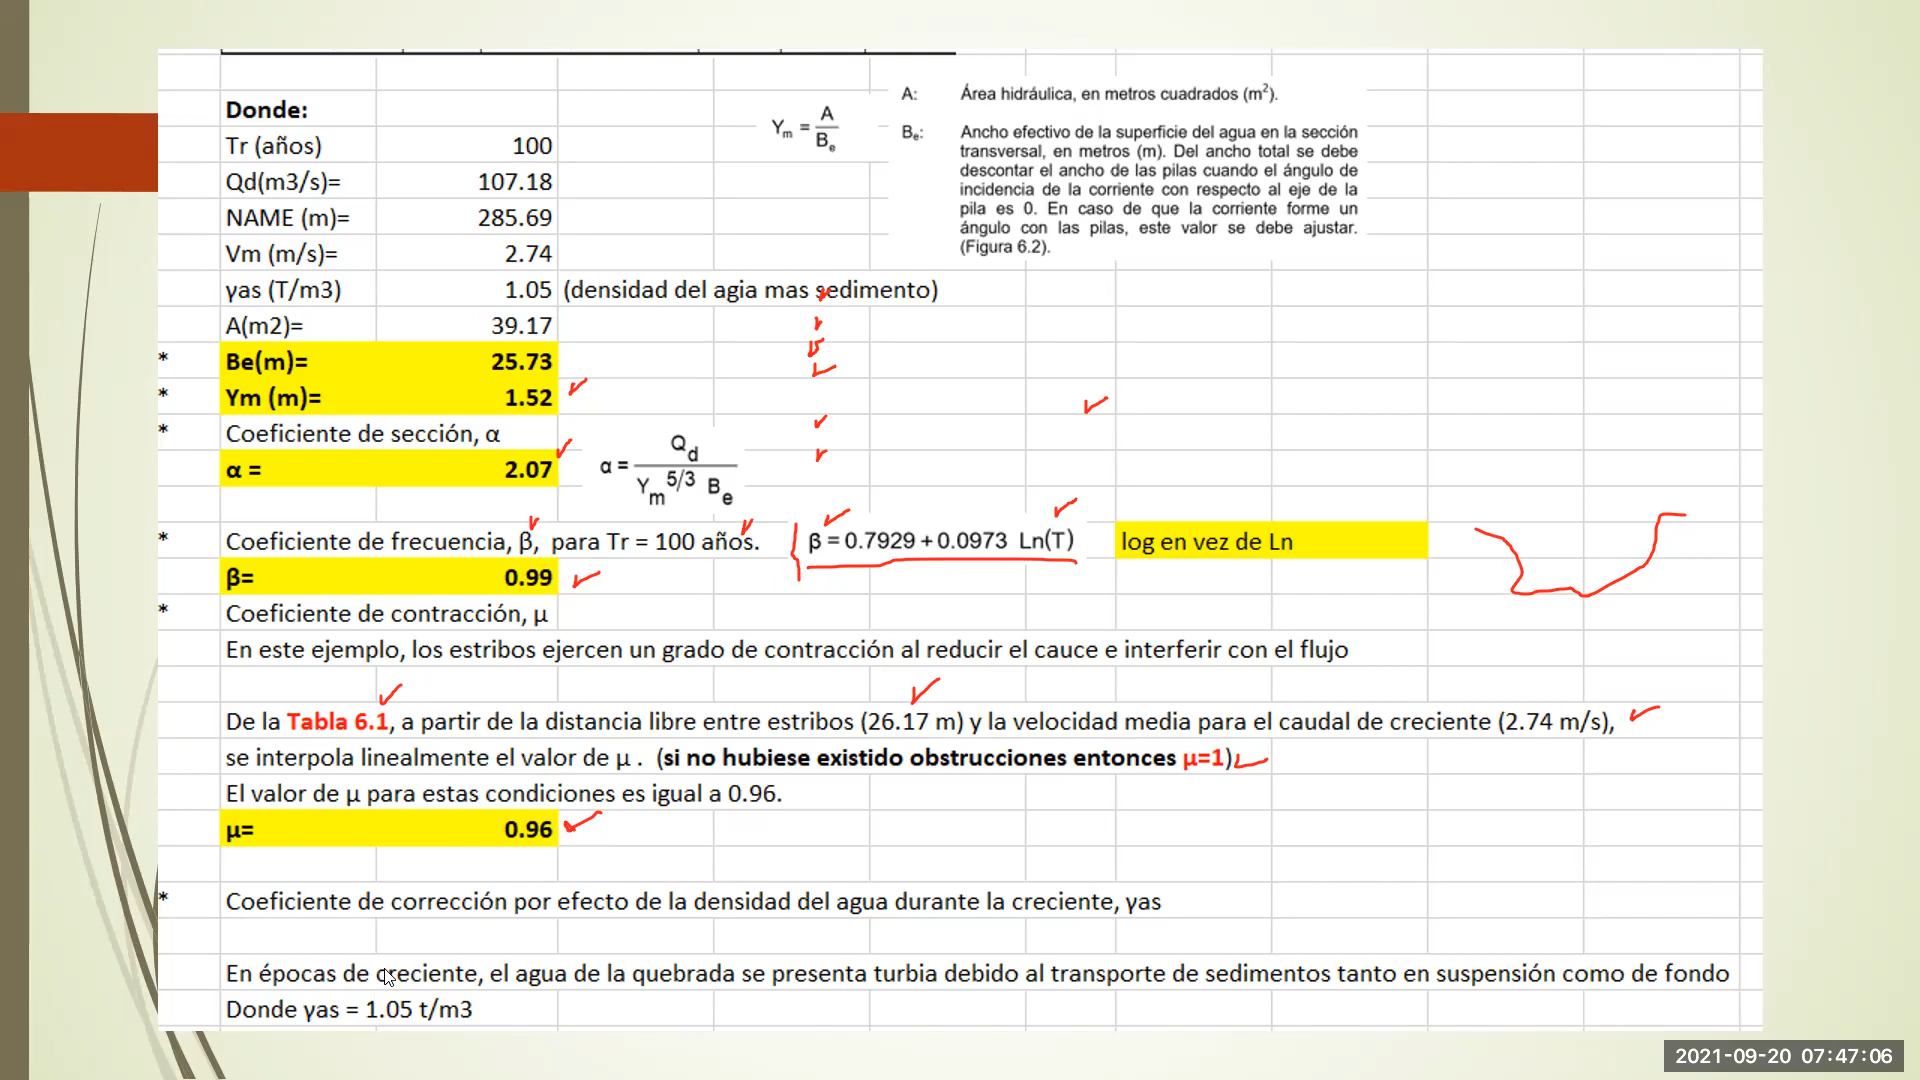 Donde:
Tr (años) 100
Qd(m3/s)= 107.18
NAME (m)= 285.69
Vm (m/s)= 2.74
γas (T/m3) 1.05 (densidad del agia mas sedimento)
A(m2)= 39.17
* Be(m)= 25.73
* Ym (m)= 1.52
Ym = A / Be
A: Área hidráulica, en metros cuadrados (m²).
Be: Ancho efectivo de la superficie del agua en la sección
transversal, en metros (m). Del ancho total se debe
descontar el ancho de las pilas cuando el ángulo de
incidencia de la corriente con respecto al eje de la
pila es 0. En caso de que la corriente forme un
ángulo con las pilas, este valor se debe ajustar.
(Figura 6.2).
* Coeficiente de sección, α
α = 2.07
α = Qd / Ym^5/3 Be
* Coeficiente de frecuencia, β, para Tr = 100 años. β = 0.7929 + 0.0973 Ln(T) log en vez de Ln
β= 0.99
* Coeficiente de contracción, μ
En este ejemplo, los estribos ejercen un grado de contracción al reducir el cauce e interferir con el flujo
De la Tabla 6.1, a partir de la distancia libre entre estribos (26.17 m) y la velocidad media para el caudal de creciente (2.74 m/s),
se interpola linealmente el valor de μ . (si no hubiese existido obstrucciones entonces μ=1)
El valor de μ para estas condiciones es igual a 0.96.
μ= 0.96
* Coeficiente de corrección por efecto de la densidad del agua durante la creciente, γas
En épocas de creciente, el agua de la quebrada se presenta turbia debido al transporte de sedimentos tanto en suspensión como de fondo
Donde γas = 1.05 t/m3
2021-09-20 07:47:06